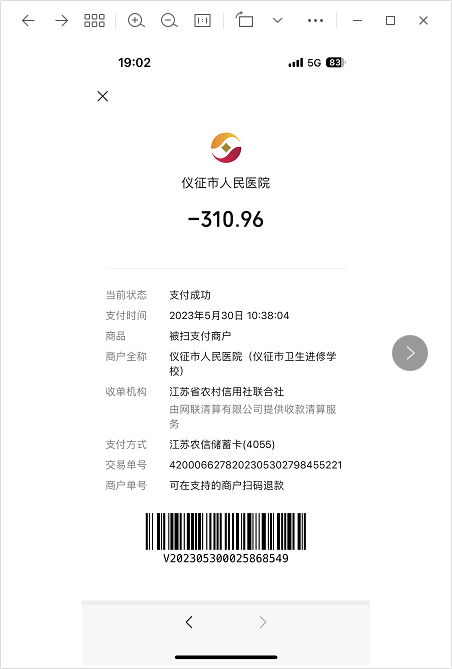 1:1
19:02
5G 83
仪征市人民医院
-310.96
当前状态 支付成功
支付时间 2023年5月30日 10:38:04
商品 被扫支付商户
商户全称 仪征市人民医院（仪征市卫生进修学
校）
收单机构 江苏省农村信用社联合社
由网联清算有限公司提供收款清算服
务
支付方式 江苏农信储蓄卡(4055)
交易单号 4200066278202305302798455221
商户单号 可在支持的商户扫码退款
V202305300025868549